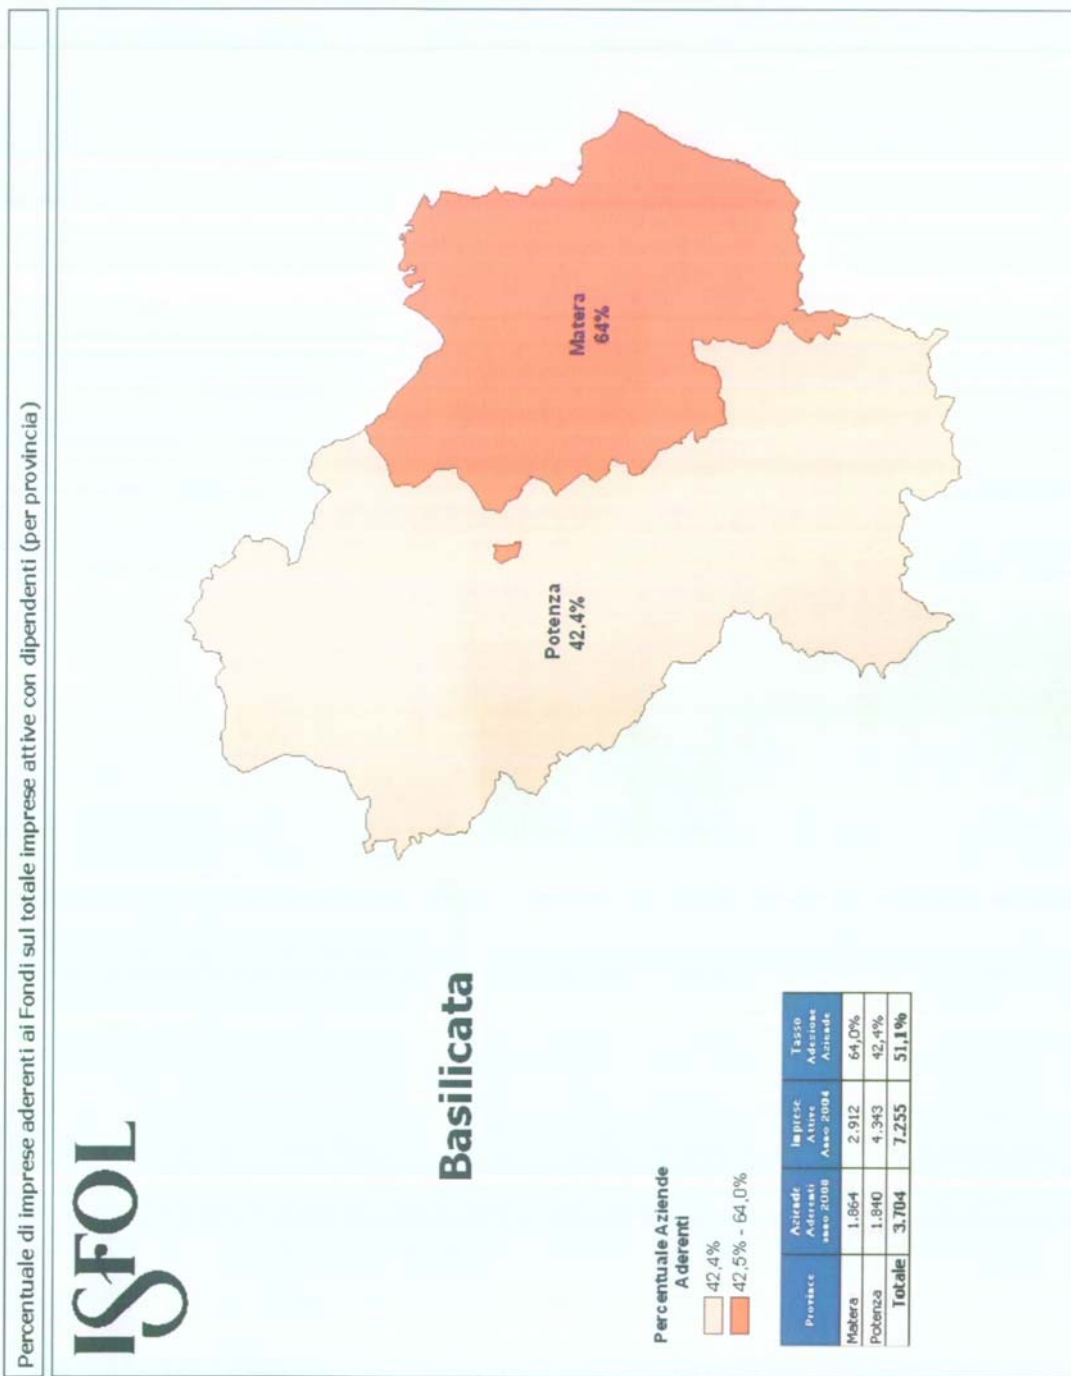 Percentuale di imprese aderenti ai Fondi sul totale imprese attive con dipendenti (per provincia)
ISFOL
Basilicata
Potenza
42,4%
Matera
64%
Percentuale Aziende
Aderenti
42,4%
42,5% - 64,0%
Province Aziende Aderenti anno 2008 Imprese Attive Anno 2004 Tasso Adesione Aziende
Matera 1.864 2.912 64,0%
Potenza 1.840 4.343 42,4%
Totale 3.704 7.255 51,1%